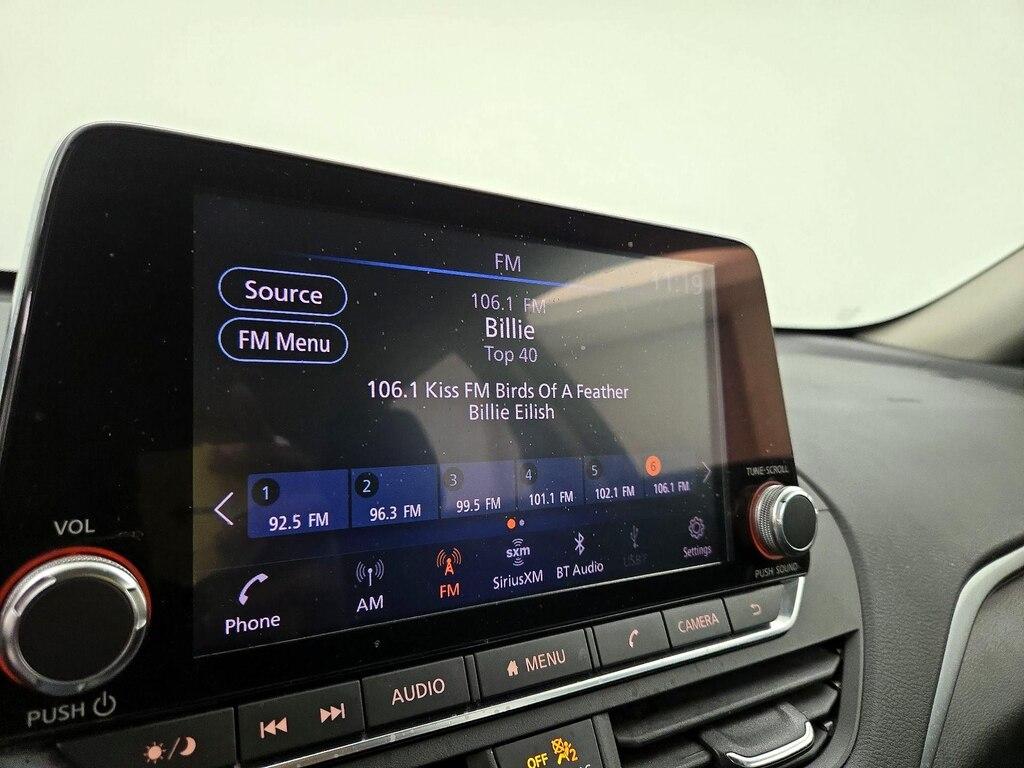 FM
11:19
Source
106.1 FM
Billie
FM Menu
Top 40
106.1 Kiss FM Birds Of A Feather
Billie Eilish
1 92.5 FM
2 96.3 FM
3 99.5 FM
4 101.1 FM
5 102.1 FM
6 106.1 FM
TUNE·SCROLL
VOL
Phone
AM
FM
sxm
SiriusXM
BT Audio
Settings
PUSH SOUND
PUSH
AUDIO
MENU
CAMERA
OFF
2